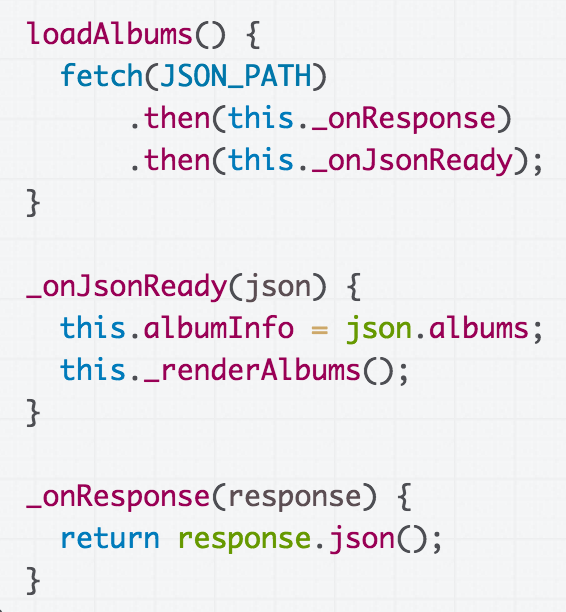 loadAlbums() {
  fetch(JSON_PATH)
      .then(this._onResponse)
      .then(this._onJsonReady);
}

_onJsonReady(json) {
  this.albumInfo = json.albums;
  this._renderAlbums();
}

_onResponse(response) {
  return response.json();
}